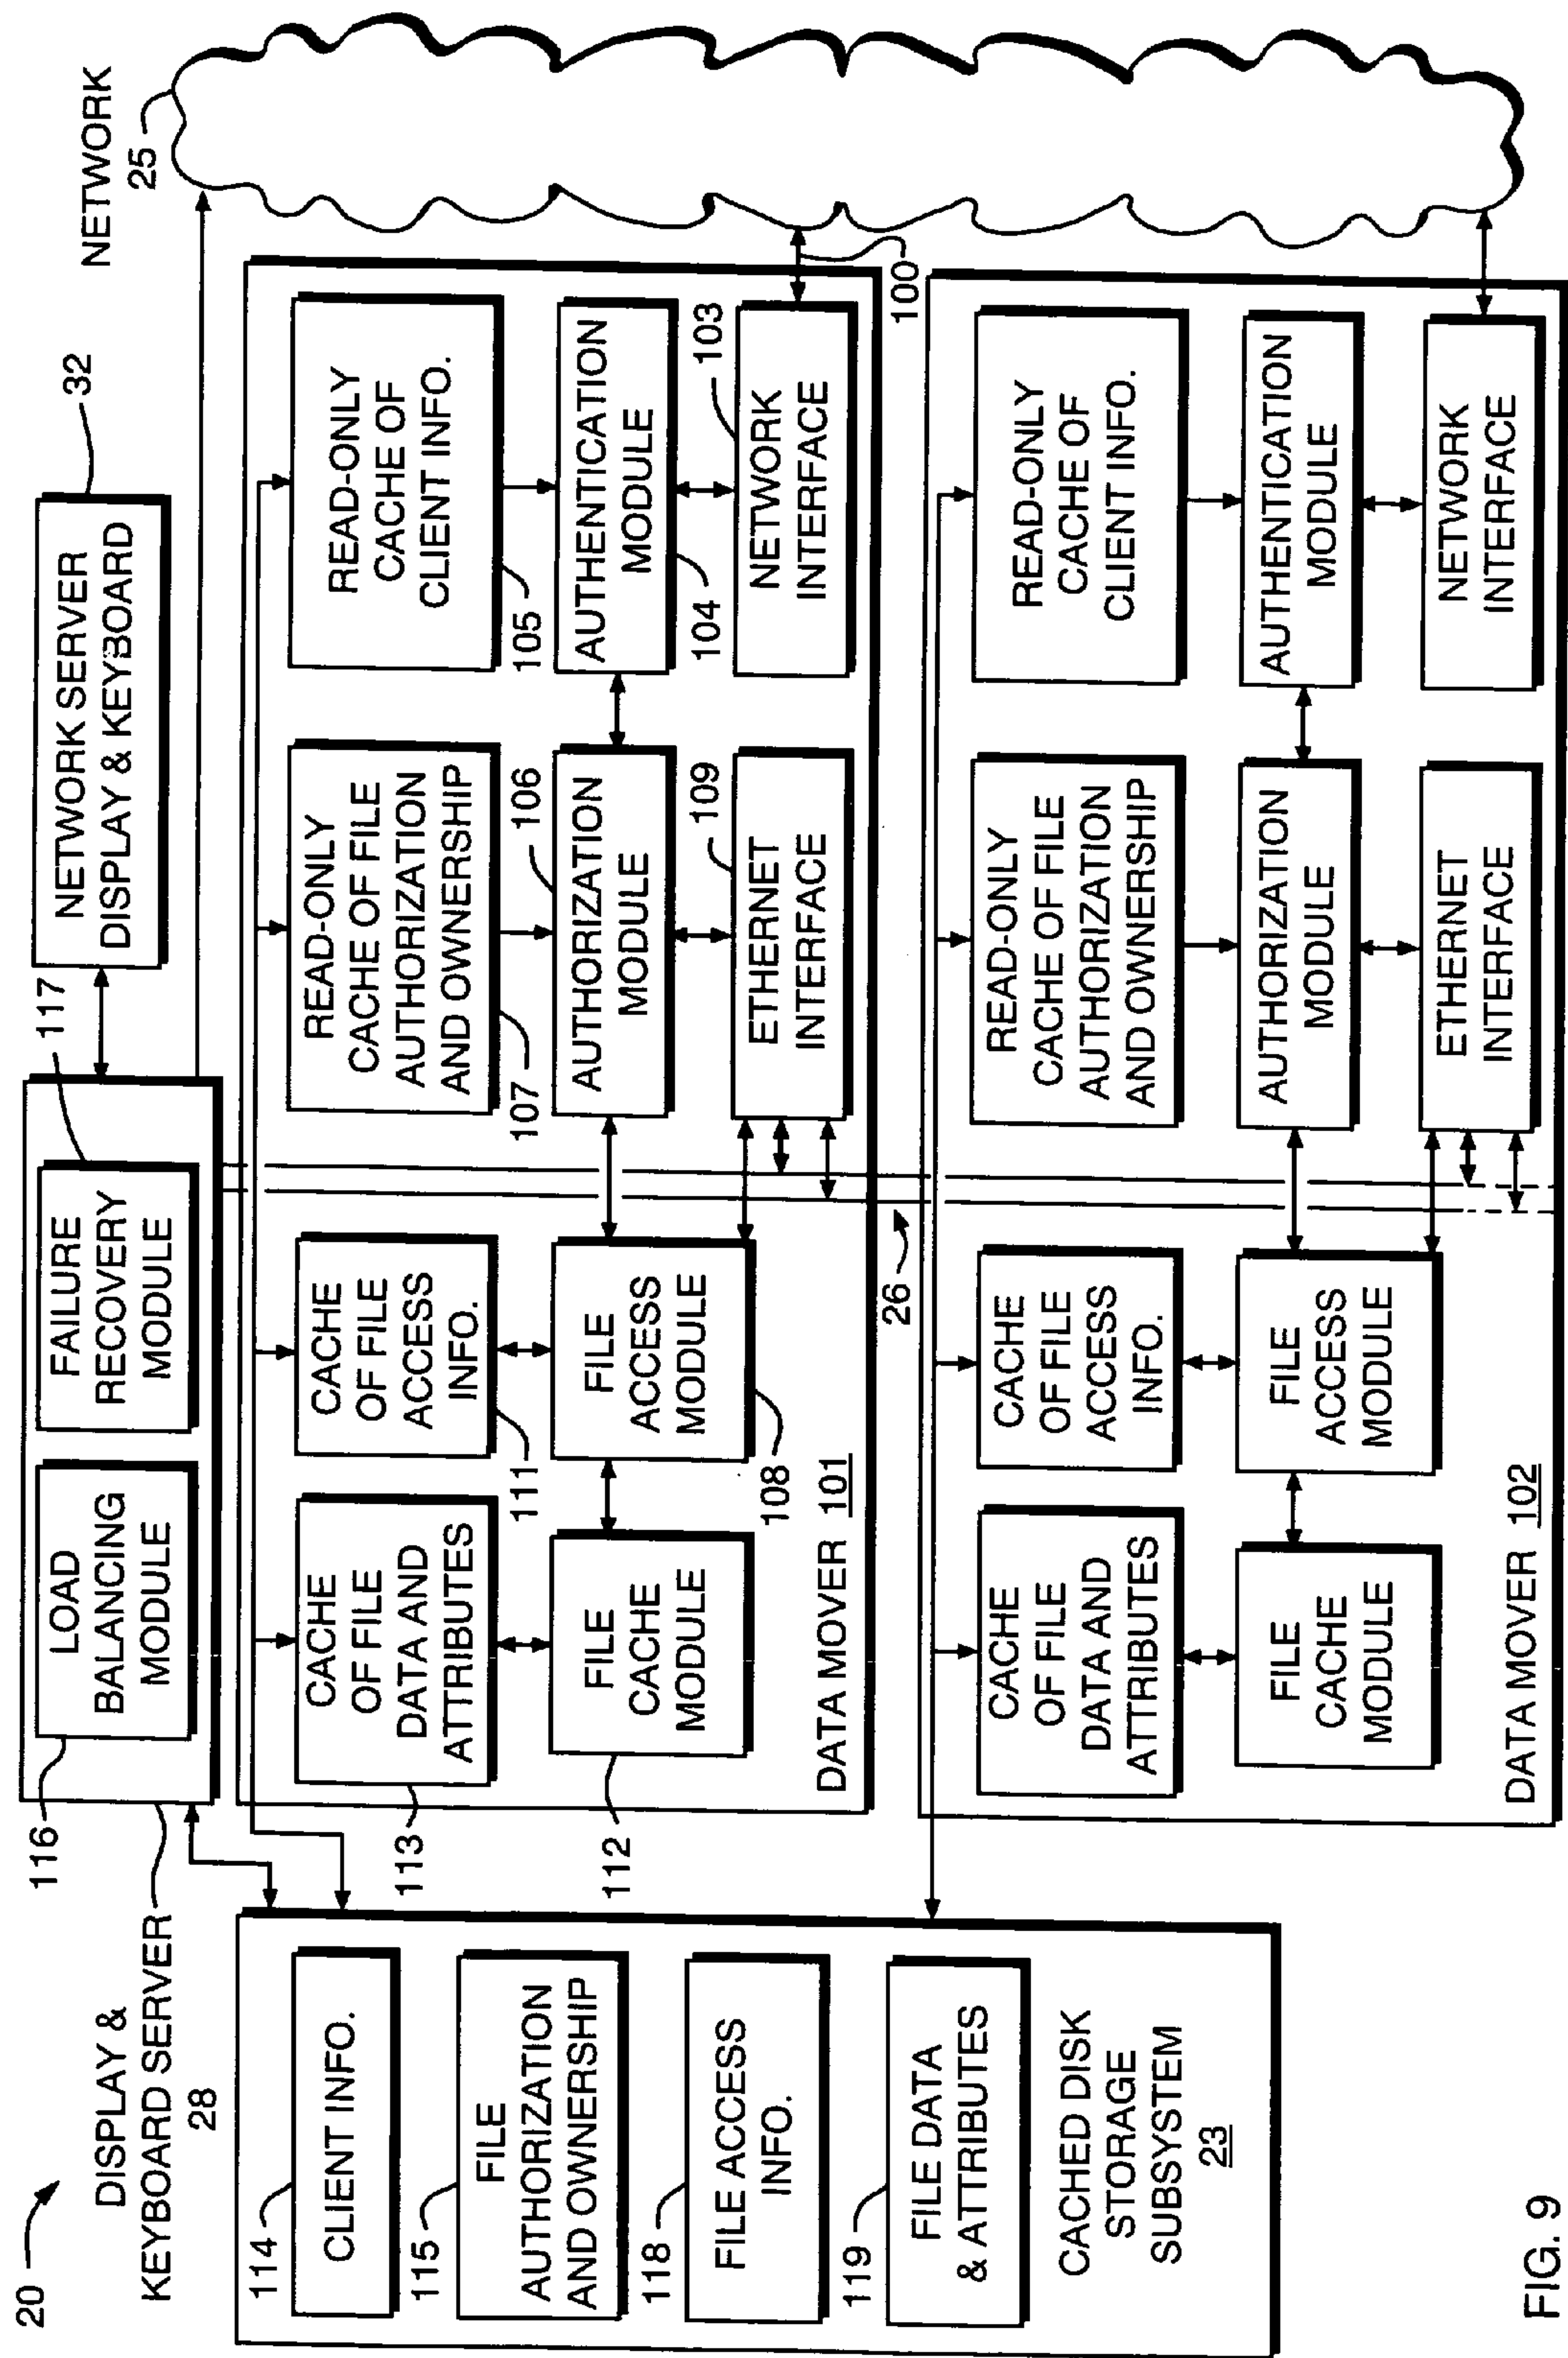 20
DISPLAY &
KEYBOARD SERVER
28
116
LOAD
BALANCING
MODULE
FAILURE
RECOVERY
MODULE
117
NETWORK SERVER
DISPLAY & KEYBOARD
32
NETWORK
25
114
CLIENT INFO.
115
FILE
AUTHORIZATION
AND OWNERSHIP
118
FILE ACCESS
INFO.
119
FILE DATA
& ATTRIBUTES
CACHED DISK
STORAGE
SUBSYSTEM
23
113
CACHE
OF FILE
DATA AND
ATTRIBUTES
111
CACHE
OF FILE
ACCESS
INFO.
107
READ-ONLY
CACHE OF FILE
AUTHORIZATION
AND OWNERSHIP
105
READ-ONLY
CACHE OF
CLIENT INFO.
112
FILE
CACHE
MODULE
108
FILE
ACCESS
MODULE
106
AUTHORIZATION
MODULE
104
AUTHENTICATION
MODULE
109
ETHERNET
INTERFACE
103
NETWORK
INTERFACE
DATA MOVER 101
100
26
CACHE
OF FILE
DATA AND
ATTRIBUTES
CACHE
OF FILE
ACCESS
INFO.
READ-ONLY
CACHE OF FILE
AUTHORIZATION
AND OWNERSHIP
READ-ONLY
CACHE OF
CLIENT INFO.
FILE
CACHE
MODULE
FILE
ACCESS
MODULE
AUTHORIZATION
MODULE
AUTHENTICATION
MODULE
ETHERNET
INTERFACE
NETWORK
INTERFACE
DATA MOVER 102
FIG. 9